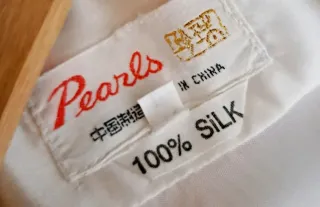 Pearls
中国制造 IN CHINA
100% SiLK